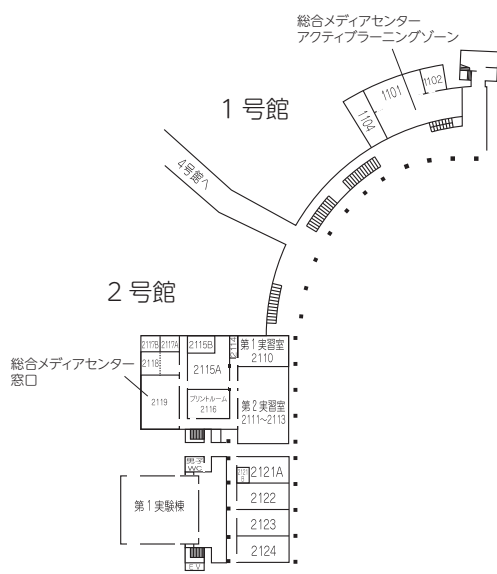 総合メディアセンター
アクティブラーニングゾーン
1102
1101
1104
1号館
4号館へ
2号館
2117B
2117A
2115B
2114
第1実習室
2110
2118
2115A
総合メディアセンター
窓口
2119
プリントルーム
2116
第2実習室
2111~2113
男子
WC
2121A
2122
第1実験棟
2123
2124
EV